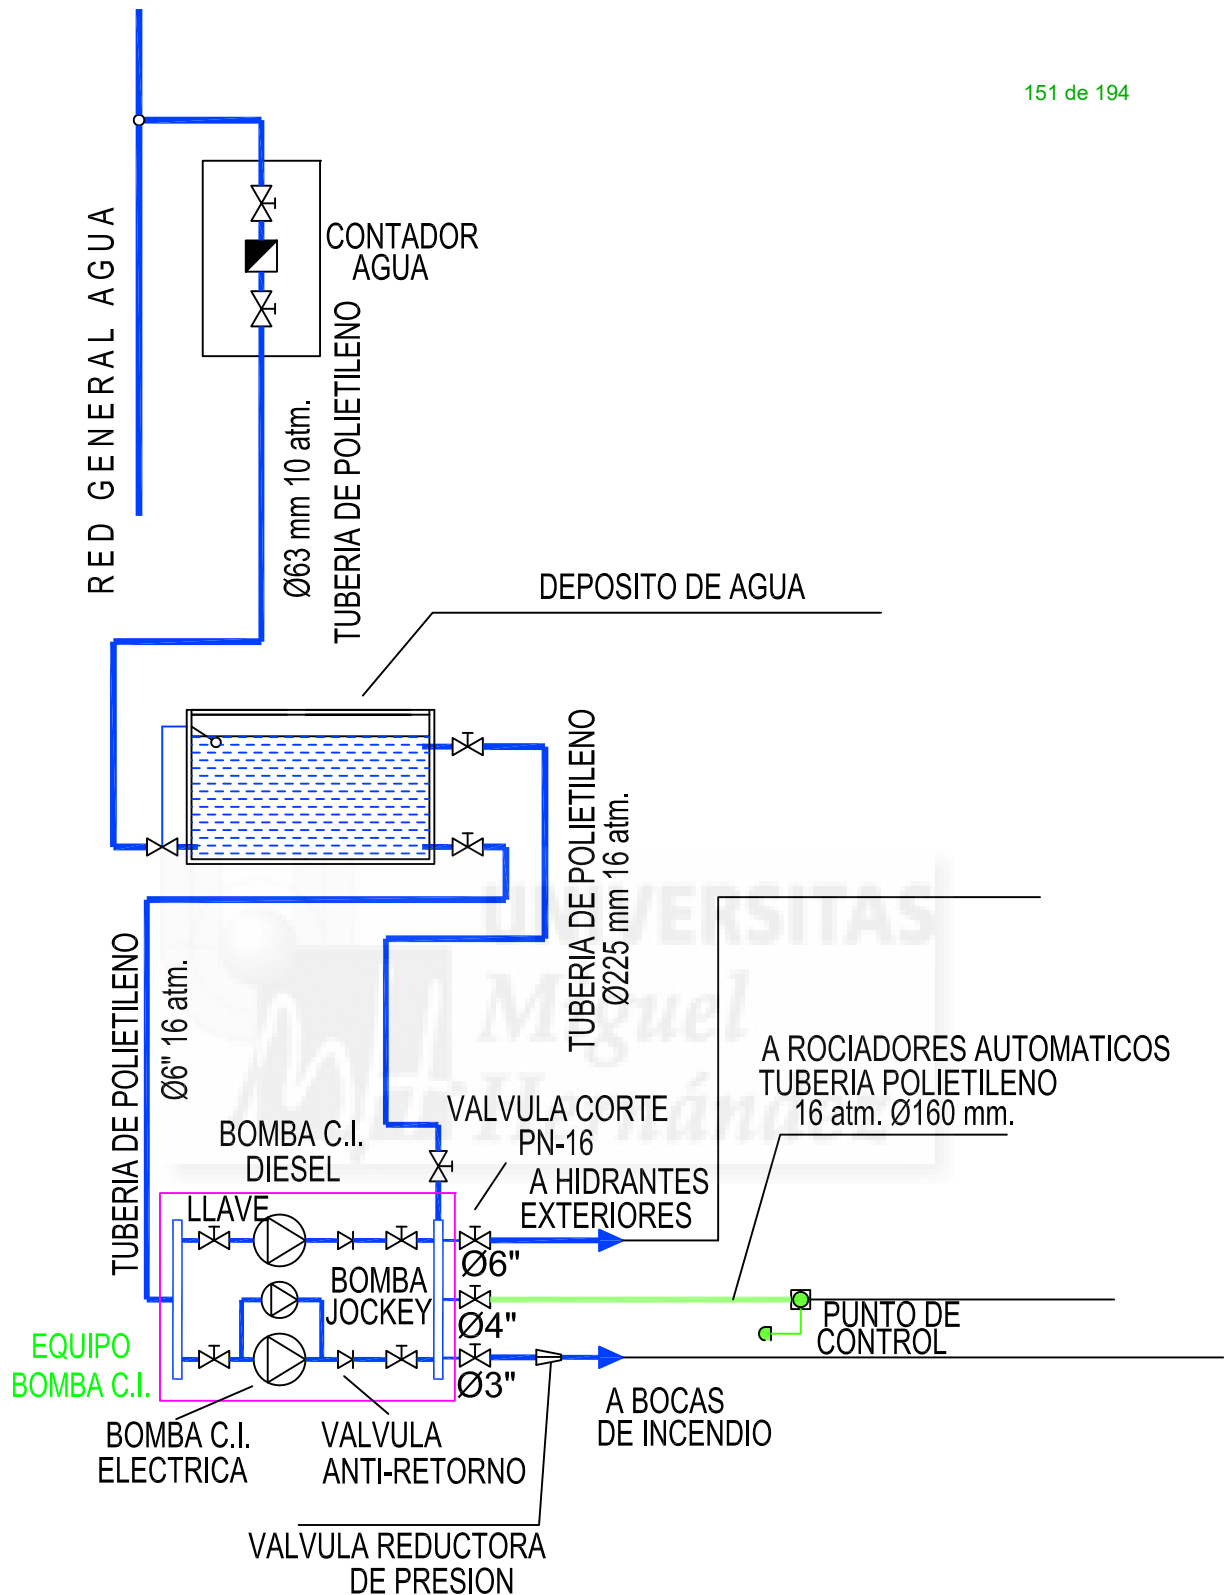 151 de 194
RED GENERAL AGUA
CONTADOR
AGUA
Ø63 mm 10 atm.
TUBERIA DE POLIETILENO
DEPOSITO DE AGUA
TUBERIA DE POLIETILENO
Ø225 mm 16 atm.
TUBERIA DE POLIETILENO
Ø6" 16 atm.
UNIVERSITAS
Miguel
Hernández
A ROCIADORES AUTOMATICOS
TUBERIA POLIETILENO
16 atm. Ø160 mm.
VALVULA CORTE
PN-16
BOMBA C.I.
DIESEL
A HIDRANTES
EXTERIORES
LLAVE
Ø6"
BOMBA
JOCKEY
Ø4"
PUNTO DE
CONTROL
EQUIPO
BOMBA C.I.
Ø3"
A BOCAS
DE INCENDIO
BOMBA C.I.
ELECTRICA
VALVULA
ANTI-RETORNO
VALVULA REDUCTORA
DE PRESION